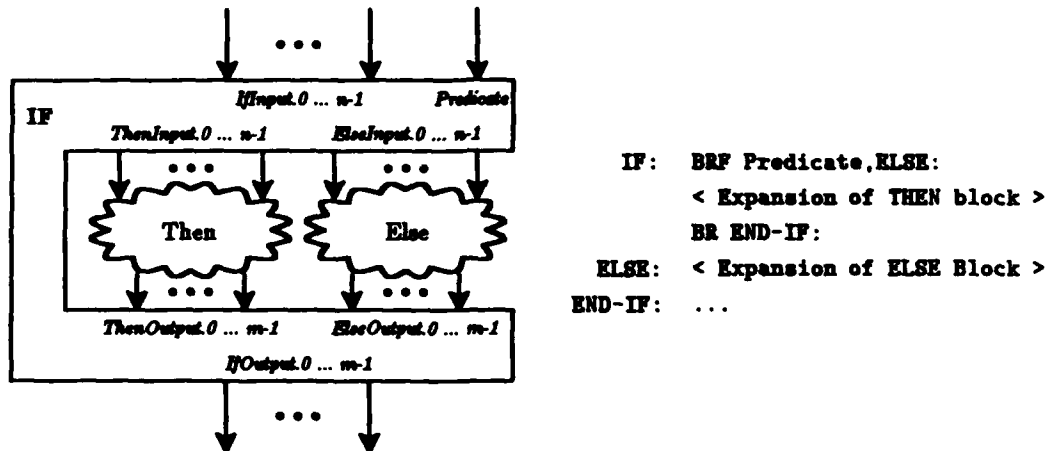 • • •
IfInput.0 ... n-1 Predicate
IF
ThenInput.0 ... n-1 ElseInput.0 ... n-1
• • • • • •
Then Else
• • • • • •
ThenOutput.0 ... m-1 ElseOutput.0 ... m-1
IfOutput.0 ... m-1
• • •
IF: BRF Predicate,ELSE:
< Expansion of THEN block >
BR END-IF:
ELSE: < Expansion of ELSE Block >
END-IF: ...